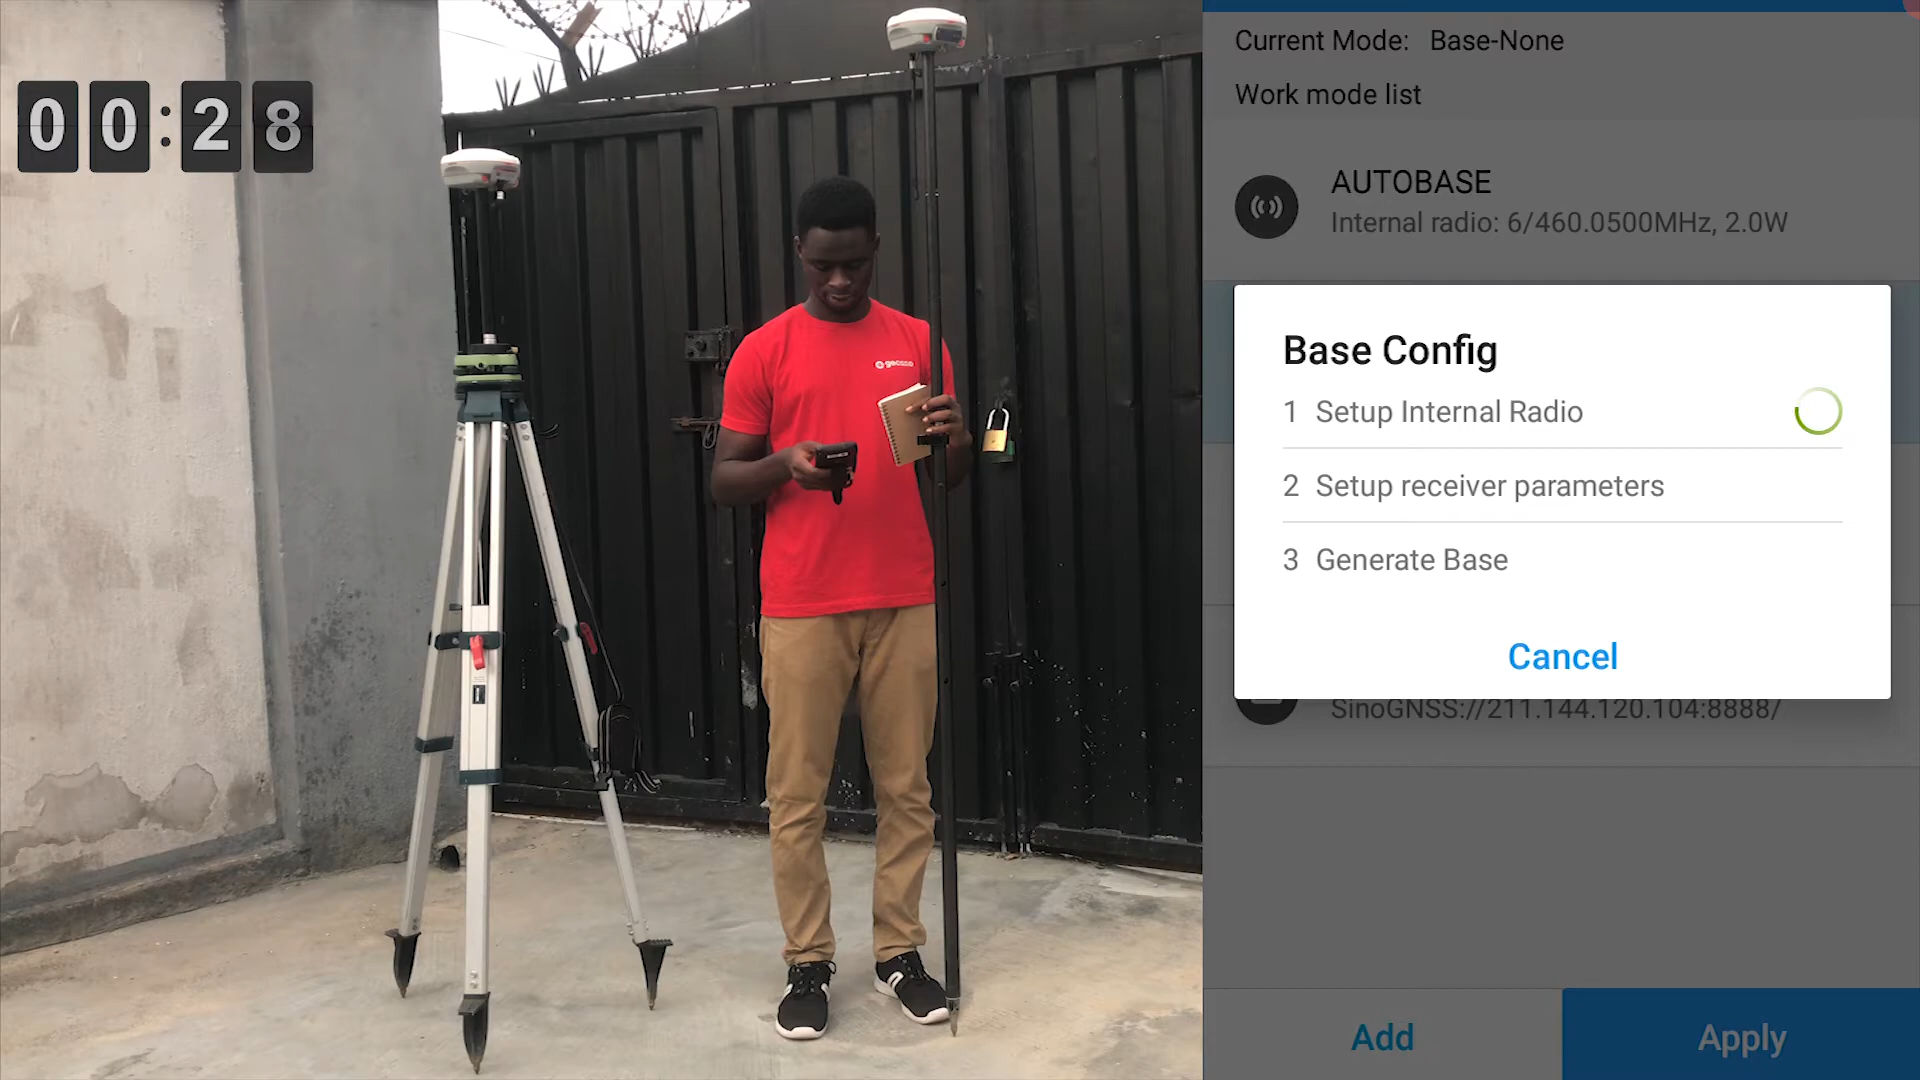 00:28
Current Mode: Base-None
Work mode list
AUTOBASE
Internal radio: 6/460.0500MHz, 2.0W
Base Config
1 Setup Internal Radio
2 Setup receiver parameters
3 Generate Base
Cancel
SinoGNSS://211.144.120.104:8888/
Add
Apply